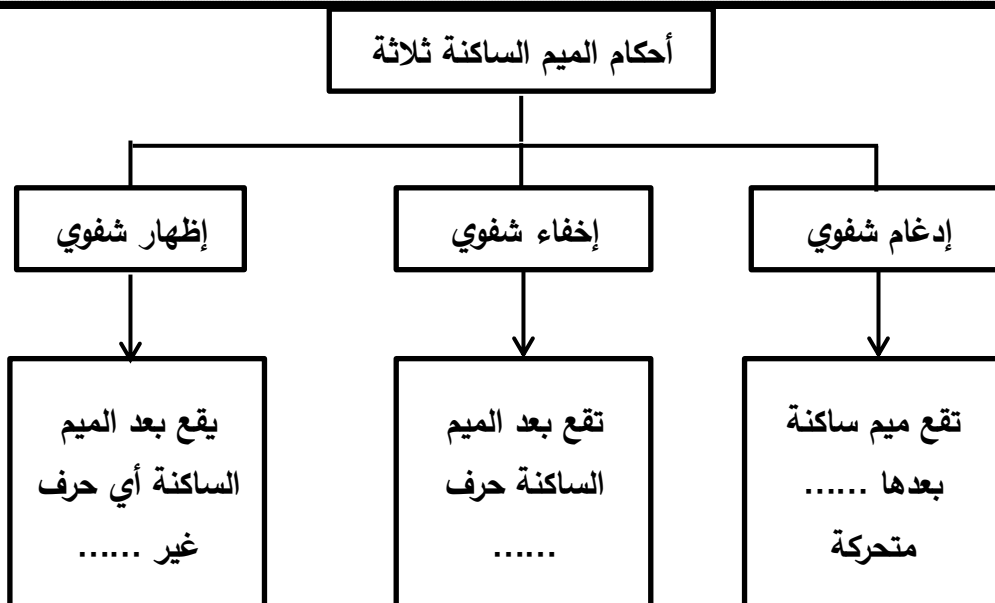 أحكام الميم الساكنة ثلاثة
إدغام شفوي
إخفاء شفوي
إظهار شفوي
تقع ميم ساكنة
بعدها ......
متحركة
تقع بعد الميم
الساكنة حرف
......
يقع بعد الميم
الساكنة أي حرف
غير ......